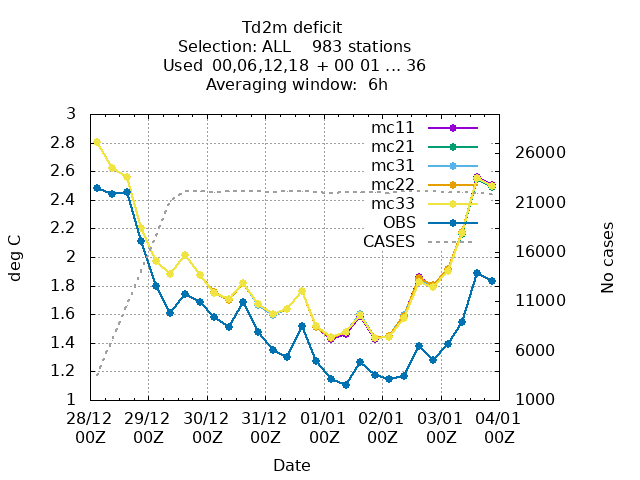 Td2m deficit
Selection: ALL    983 stations
Used  00,06,12,18  + 00 01 ... 36
Averaging window:  6h
3
2.8
2.6
2.4
2.2
2
1.8
1.6
1.4
1.2
1
deg C
mc11
mc21
mc31
mc22
mc33
OBS
CASES
26000
21000
16000
11000
6000
1000
No cases
28/12 29/12 30/12 31/12 01/01 02/01 03/01 04/01
00Z 00Z 00Z 00Z 00Z 00Z 00Z 00Z
Date